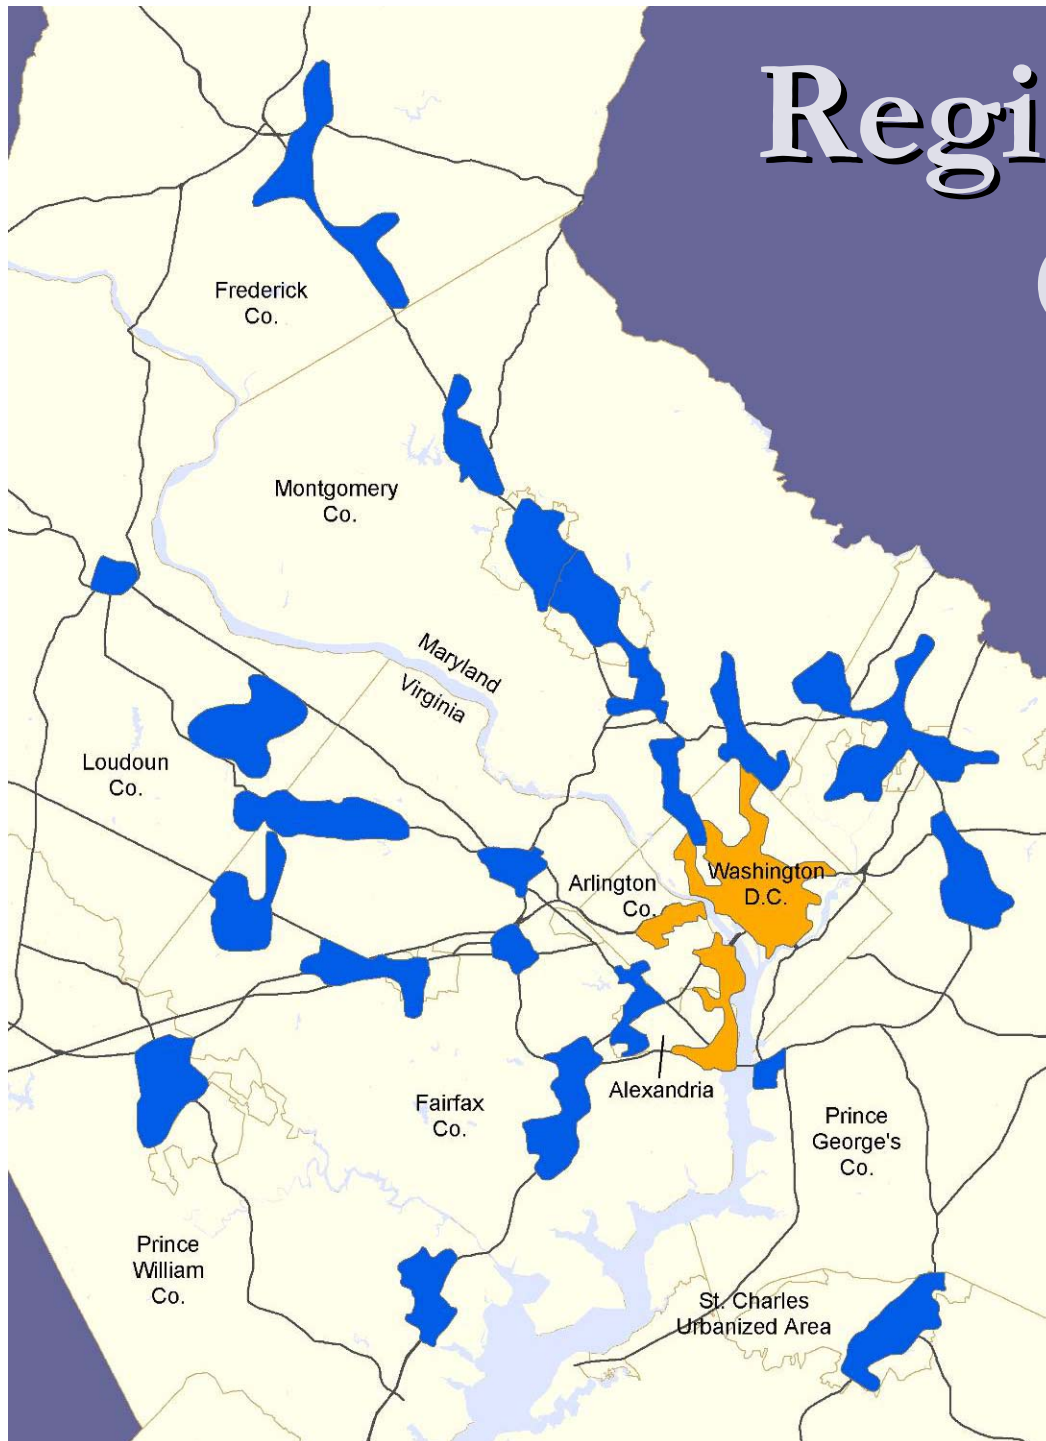 Regi
Frederick
Co.
Montgomery
Co.
Maryland
Virginia
Loudoun
Co.
Arlington
Co.
Washington
D.C.
Alexandria
Fairfax
Co.
Prince
George's
Co.
Prince
William
Co.
St. Charles
Urbanized Area